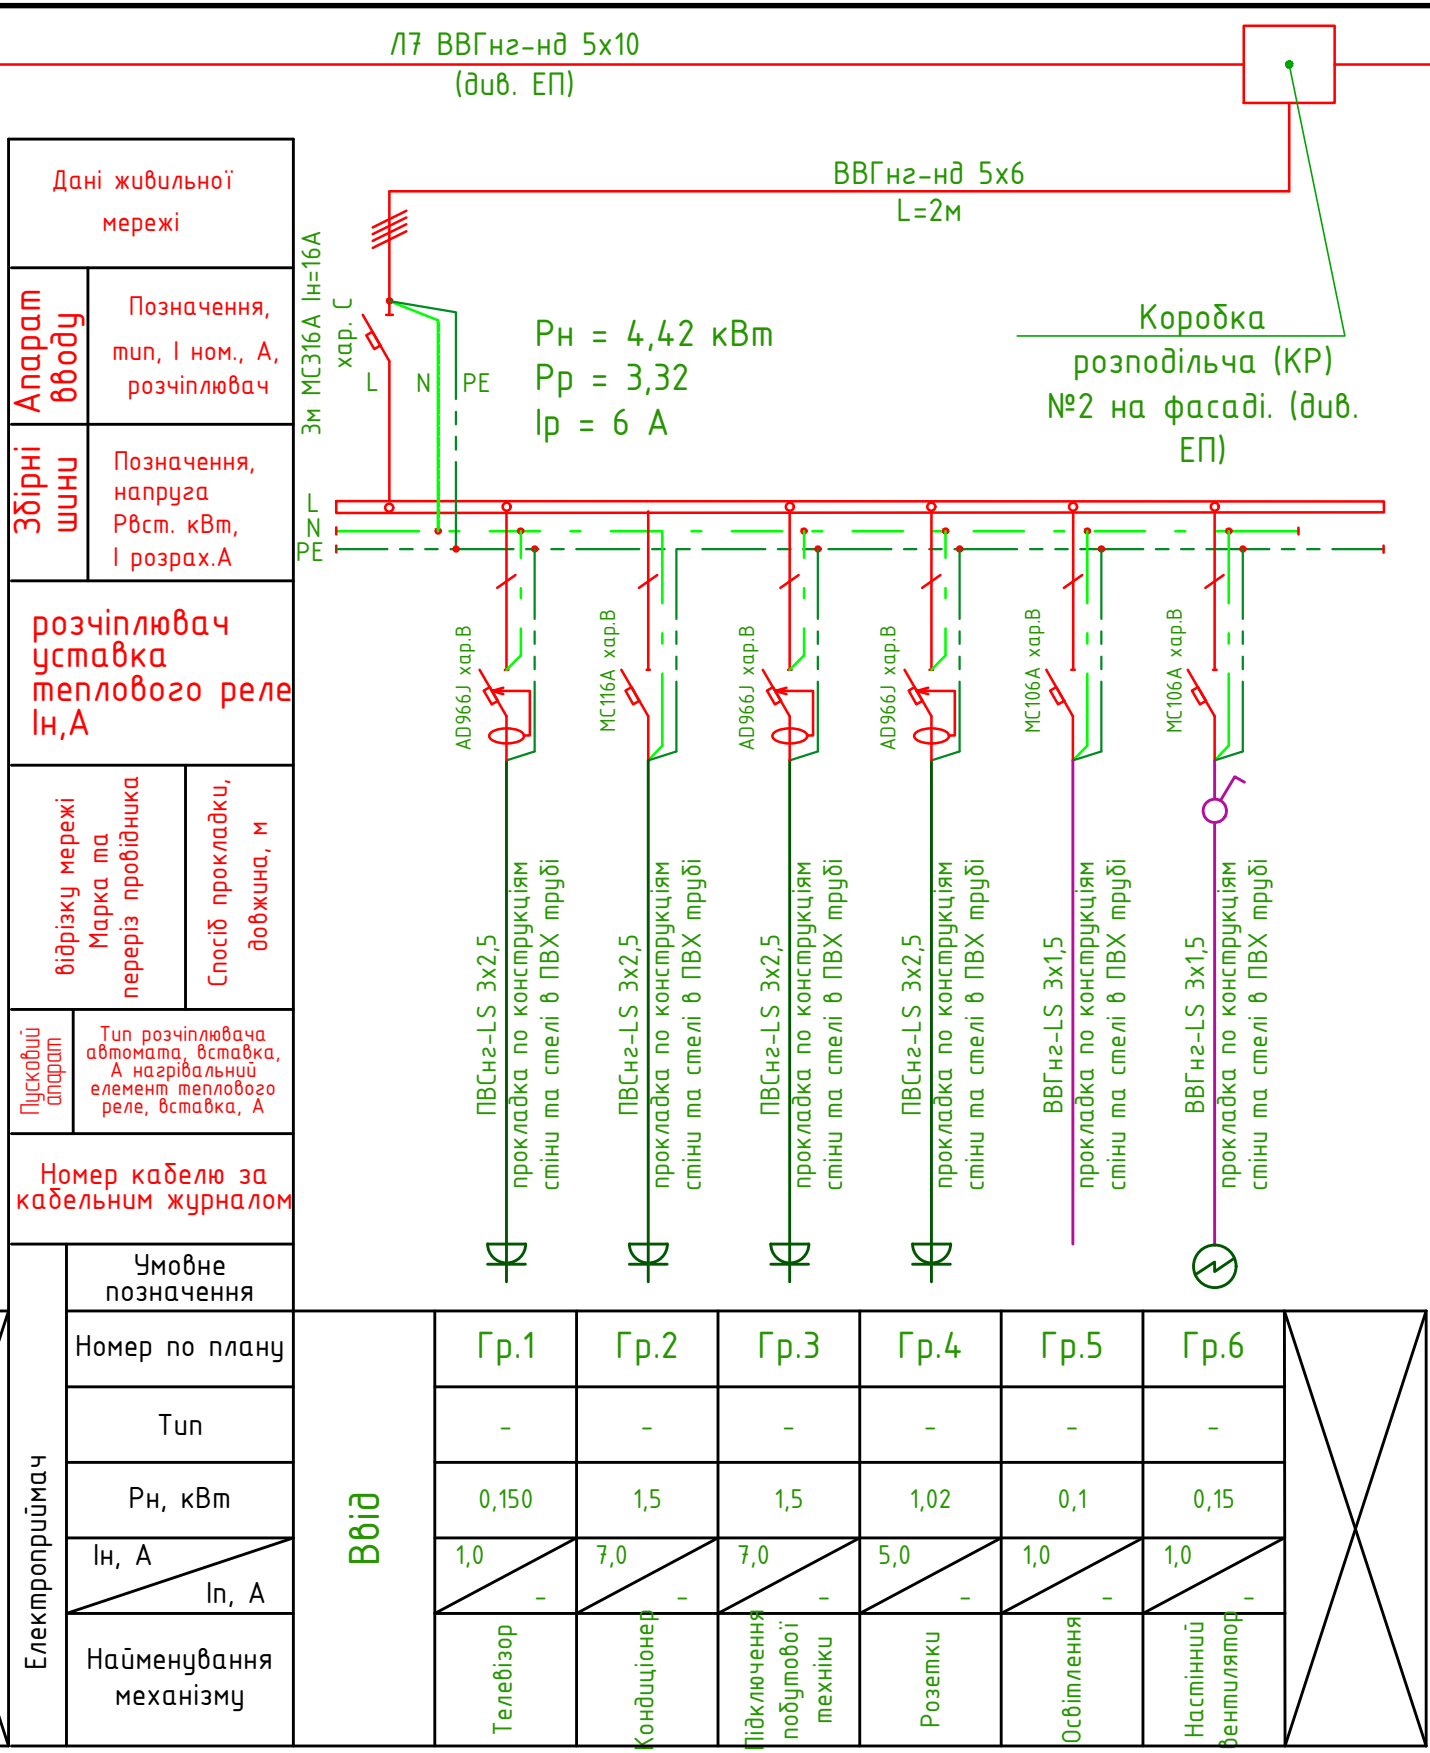 Л7 ВВГнг-нд 5х10
(див. ЕП)
ВВГнг-нд 5х6
L=2м
Дані живильної
мережі
Апарат
вводу
Позначення,
тип, І ном., А,
розчіплювач
3м МС316А Ін=16А
хар. С
L
N
PE
Рн = 4,42 кВт
Рр = 3,32
Ір = 6 А
Коробка
розподільча (КР)
№2 на фасаді. (див.
ЕП)
Збірні
шини
Позначення,
напруга
Рвст. кВт,
І розрах.А
L
N
PE
розчіплювач
уставка
теплового реле
Ін,А
AD966J хар.В
МС116А хар.В
AD966J хар.В
AD966J хар.В
МС106А хар.В
МС106А хар.В
відрізку мережі
Марка та
переріз провідника
Спосіб прокладки,
довжина, м
ПВСнг-LS 3х2,5
прокладка по конструкціям
стіни та стелі в ПВХ трубі
ПВСнг-LS 3х2,5
прокладка по конструкціям
стіни та стелі в ПВХ трубі
ПВСнг-LS 3х2,5
прокладка по конструкціям
стіни та стелі в ПВХ трубі
ПВСнг-LS 3х2,5
прокладка по конструкціям
стіни та стелі в ПВХ трубі
ВВГнг-LS 3х1,5
прокладка по конструкціям
стіни та стелі в ПВХ трубі
ВВГнг-LS 3х1,5
прокладка по конструкціям
стіни та стелі в ПВХ трубі
Пусковий
апарат
Тип розчіплювача
автомата, вставка,
А нагрівальний
елемент теплового
реле, вставка, А
Номер кабелю за
кабельним журналом
Електроприймач
Умовне
позначення
Номер по плану
Ввід
Гр.1
Гр.2
Гр.3
Гр.4
Гр.5
Гр.6
Тип
-
-
-
-
-
-
Рн, кВт
0,150
1,5
1,5
1,02
0,1
0,15
Ін, А
Іп, А
1,0
-
7,0
-
7,0
-
5,0
-
1,0
-
1,0
-
Найменування
механізму
Телевізор
Кондиціонер
Підключення
побутової
техніки
Розетки
Освітлення
Настінний
вентилятор